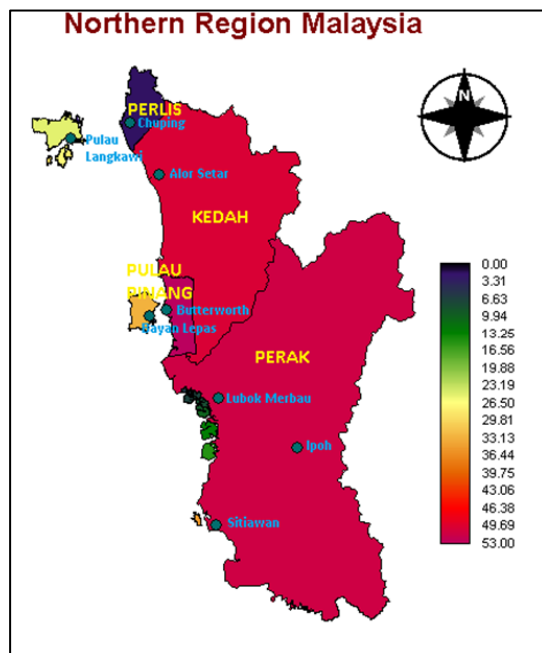 Northern Region Malaysia
N
PERLIS
Chuping
Pulau
Langkawi
Alor Setar
KEDAH
PULAU
PINANG
Butterworth
Bayan Lepas
PERAK
Lubok Merbau
Ipoh
Sitiawan
0.00
3.31
6.63
9.94
13.25
16.56
19.88
23.19
26.50
29.81
33.13
36.44
39.75
43.06
46.38
49.69
53.00